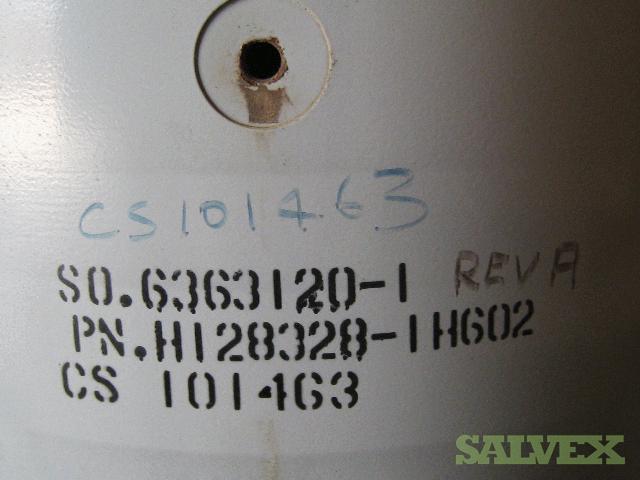 CS101463
SO.6363120-1 REVA
PN.H128328-1H602
CS 101463
SALVEX